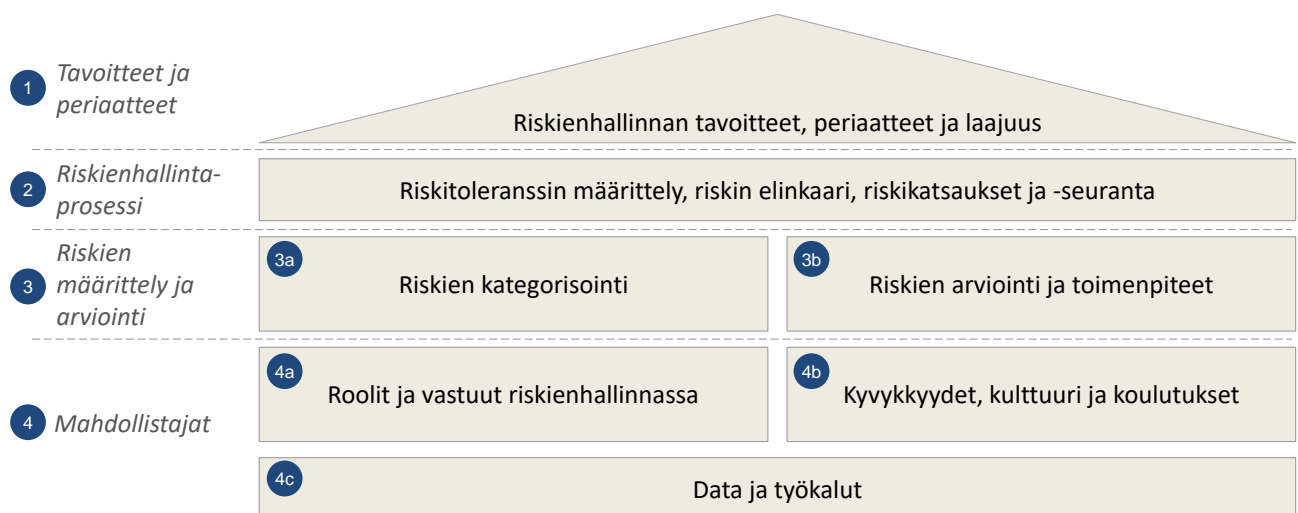 1
Tavoitteet ja
periaatteet
Riskienhallinnan tavoitteet, periaatteet ja laajuus
2
Riskienhallinta-
prosessi
Riskitoleranssin määrittely, riskin elinkaari, riskikatsaukset ja -seuranta
3
Riskien
määrittely ja
arviointi
3a
Riskien kategorisointi
3b
Riskien arviointi ja toimenpiteet
4
Mahdollistajat
4a
Roolit ja vastuut riskienhallinnassa
4b
Kyvykkyydet, kulttuuri ja koulutukset
4c
Data ja työkalut